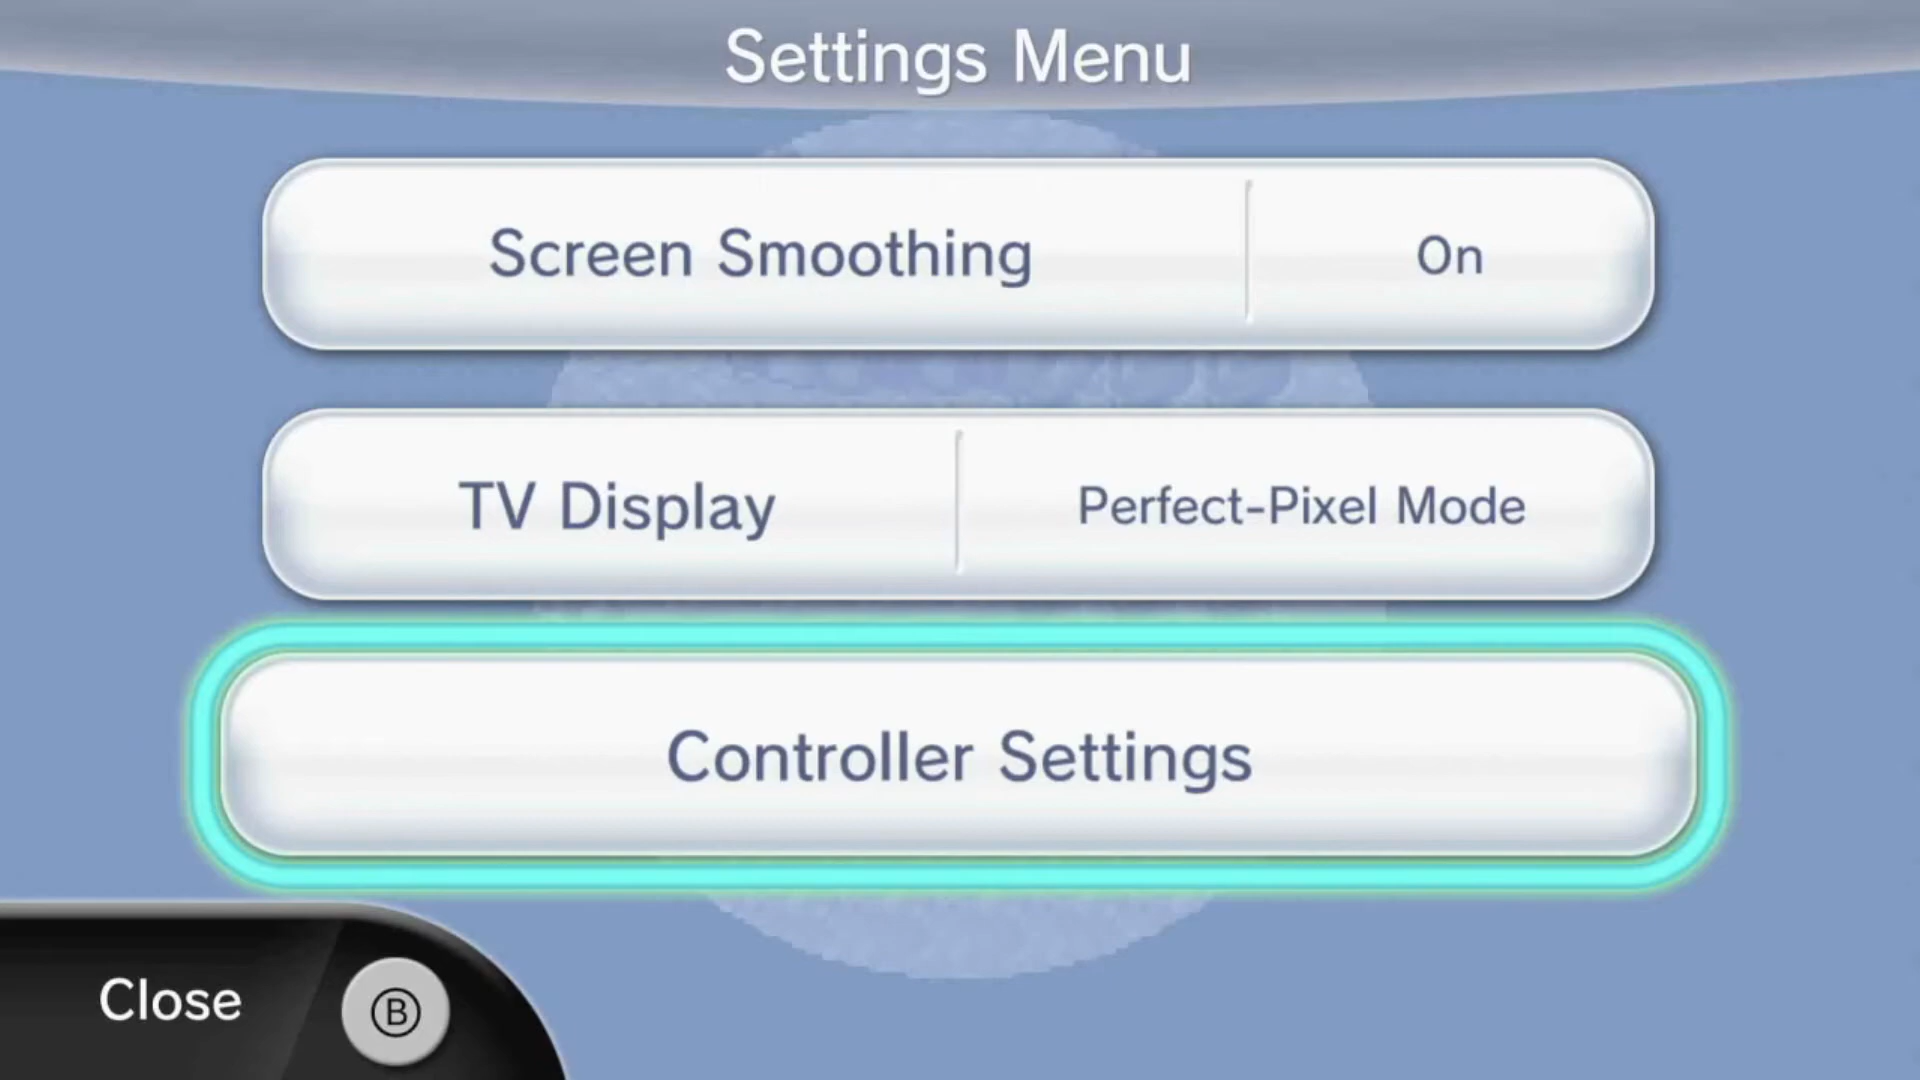 Settings Menu
Screen Smoothing On
TV Display Perfect-Pixel Mode
Controller Settings
Close B